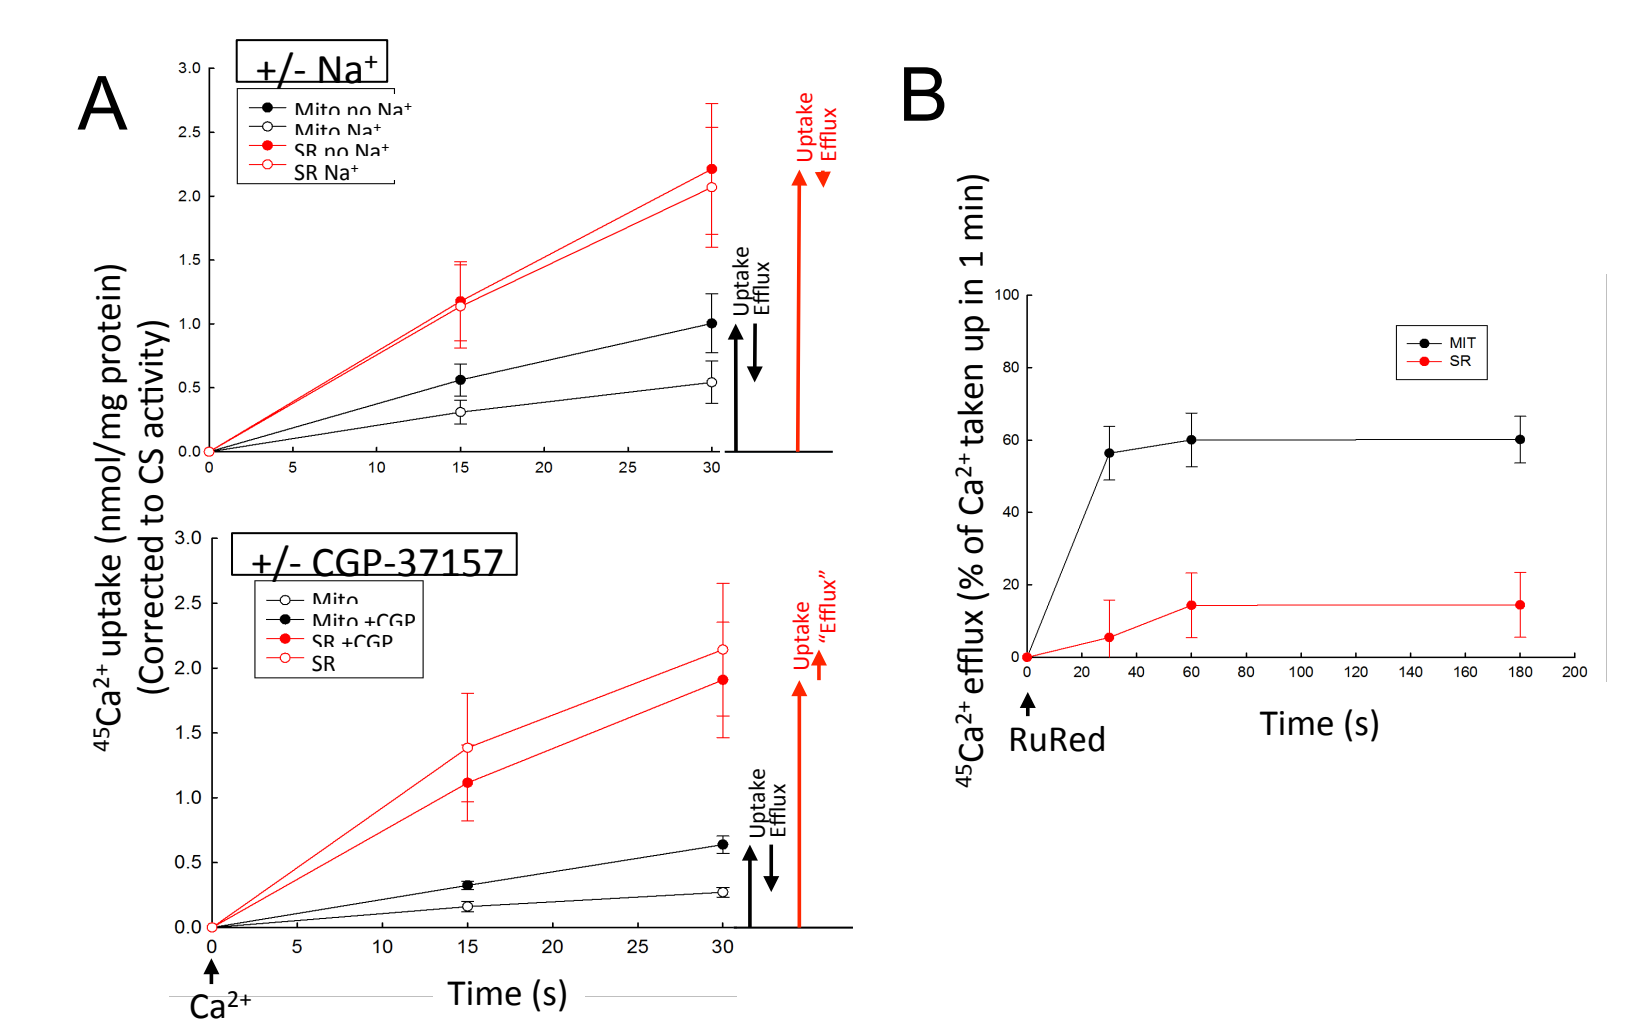 A
+/- Na⁺
Mito no Na⁺
Mito Na⁺
SR no Na⁺
SR Na⁺
3.0
2.5
2.0
1.5
1.0
0.5
0.0
0 5 10 15 20 25 30
Uptake
Efflux
Uptake
Efflux
⁴⁵Ca²⁺ uptake (nmol/mg protein)
(Corrected to CS activity)
+/- CGP-37157
Mito
Mito +CGP
SR +CGP
SR
3.0
2.5
2.0
1.5
1.0
0.5
0.0
0 5 10 15 20 25 30
Uptake
Efflux
Uptake
“Efflux”
Ca²⁺
Time (s)
B
⁴⁵Ca²⁺ efflux (% of Ca²⁺ taken up in 1 min)
100
80
60
40
20
0
0 20 40 60 80 100 120 140 160 180 200
MIT
SR
RuRed
Time (s)